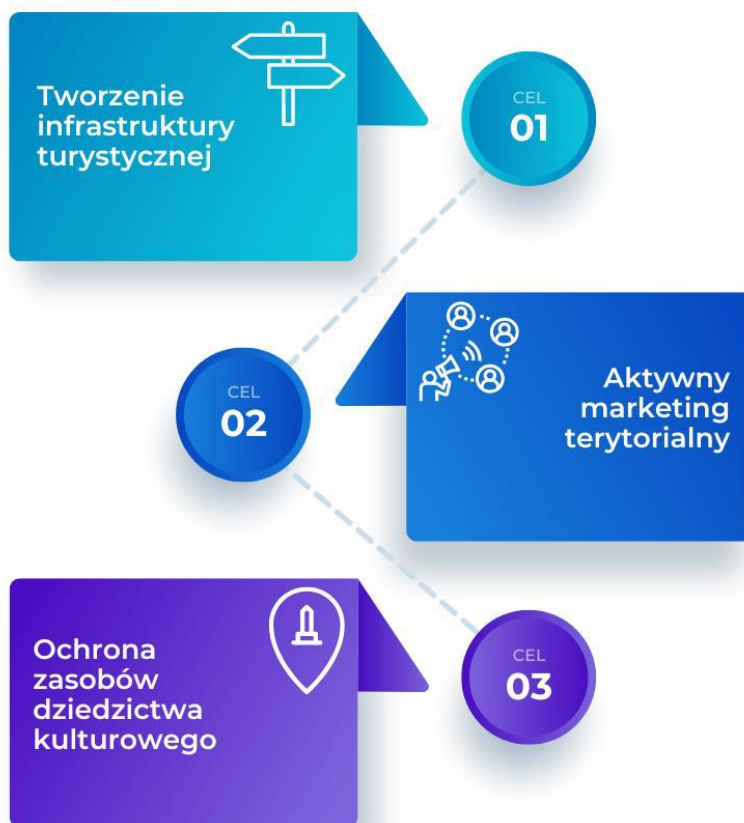 Tworzenie
infrastruktury
turystycznej
CEL
01
CEL
02
Aktywny
marketing
terytorialny
Ochrona
zasobów
dziedzictwa
kulturowego
CEL
03